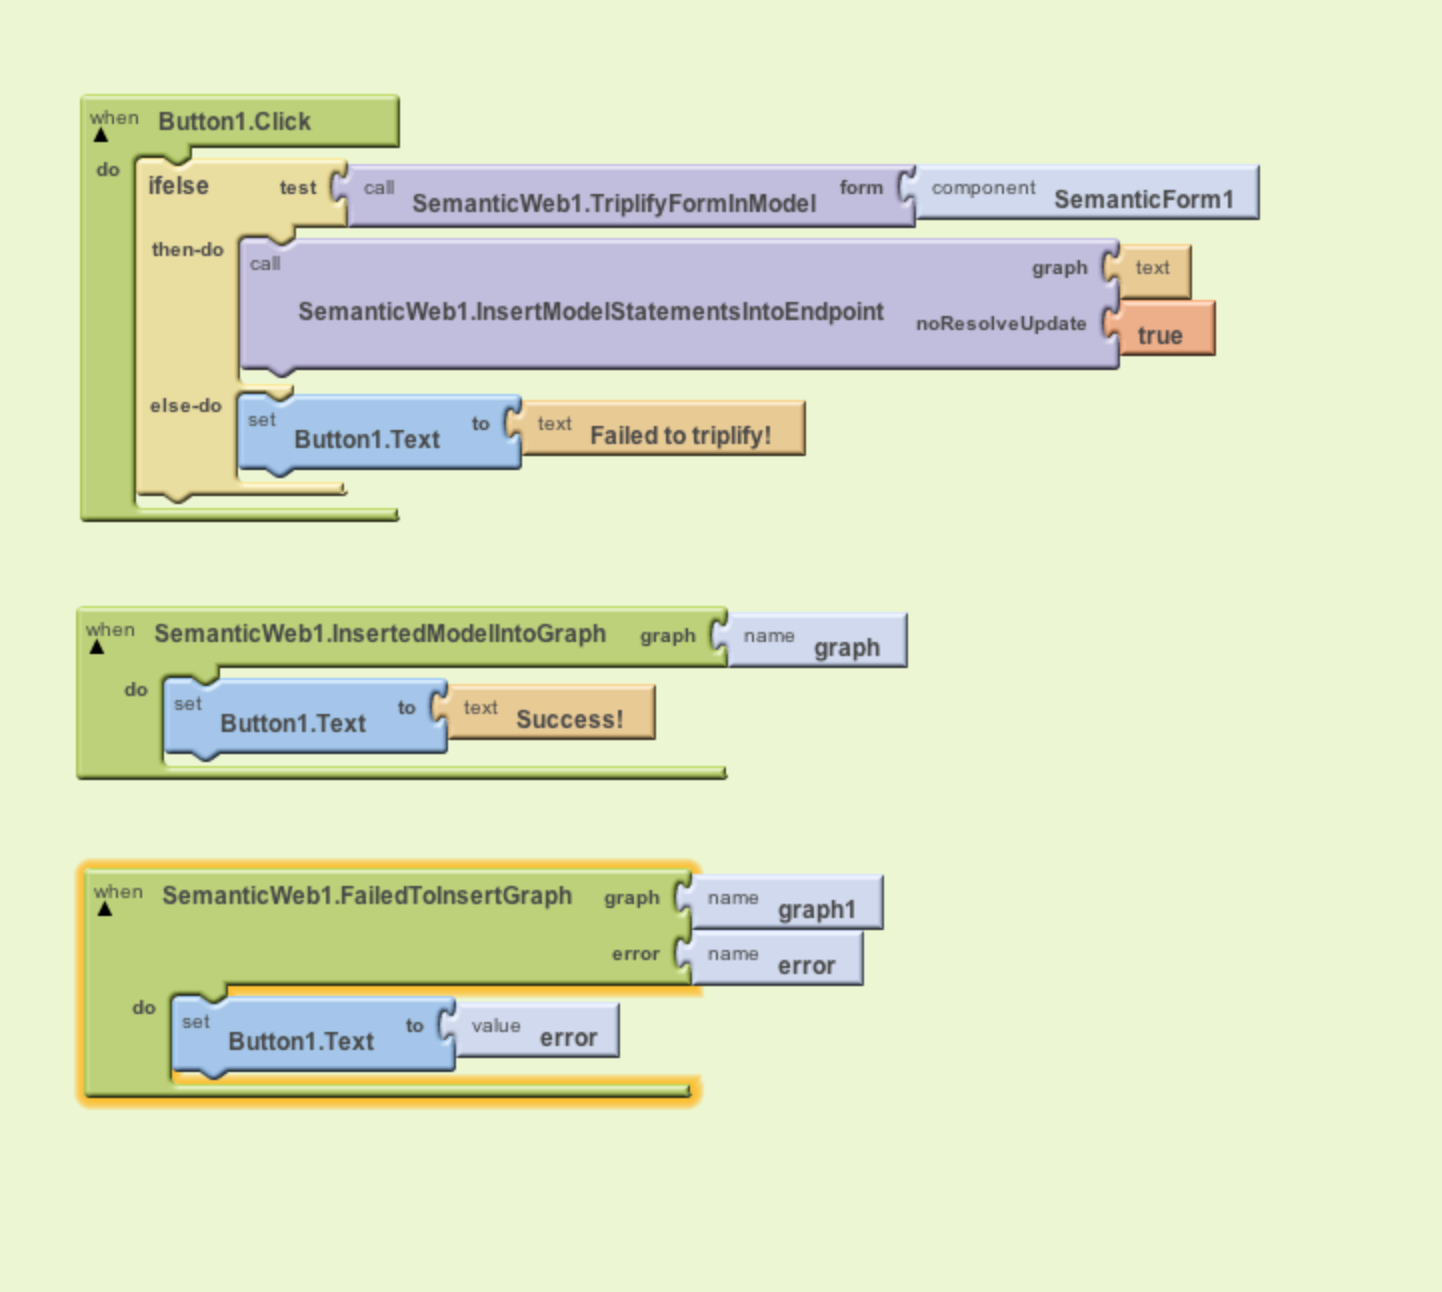 when Button1.Click
do ifelse test call SemanticWeb1.TriplifyFormInModel form component SemanticForm1
then-do call graph text
SemanticWeb1.InsertModelStatementsIntoEndpoint noResolveUpdate true
else-do set Button1.Text to text Failed to triplify!
when SemanticWeb1.InsertedModelIntoGraph graph name graph
do set Button1.Text to text Success!
when SemanticWeb1.FailedToInsertGraph graph name graph1
error name error
do set Button1.Text to value error